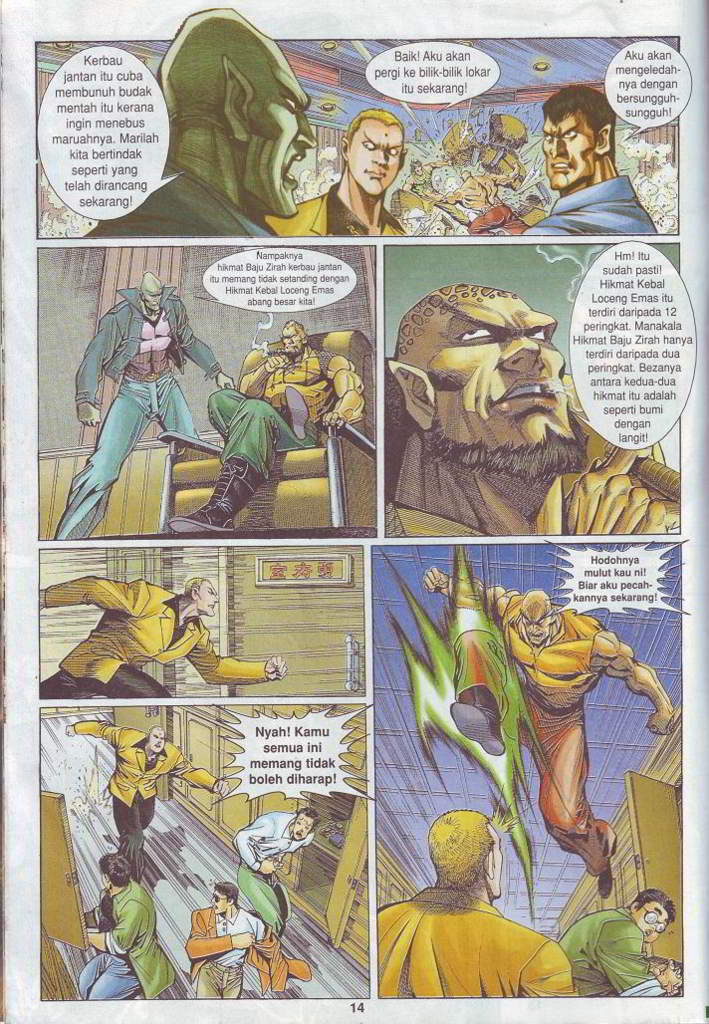 Kerbau
jantan itu cuba
membunuh budak
mentah itu kerana
ingin menebus
maruahnya. Marilah
kita bertindak
seperti yang
telah dirancang
sekarang!
Baik! Aku akan
pergi ke bilik-bilik lokar
itu sekarang!
Aku akan
mengeledah-
nya dengan
bersungguh-
sungguh!
Nampaknya
hikmat Baju Zirah kerbau jantan
itu memang tidak setanding dengan
Hikmat Kebal Loceng Emas
abang besar kita!
Hm! Itu
sudah pasti!
Hikmat Kebal
Loceng Emas itu
terdiri daripada 12
peringkat. Manakala
Hikmat Baju Zirah hanya
terdiri daripada dua
peringkat. Bezanya
antara kedua-dua
hikmat itu adalah
seperti bumi
dengan
langit!
室衣更
Nyah! Kamu
semua ini
memang tidak
boleh diharap!
Hodohnya
mulut kau ni!
Biar aku pecah-
kannya sekarang!
14